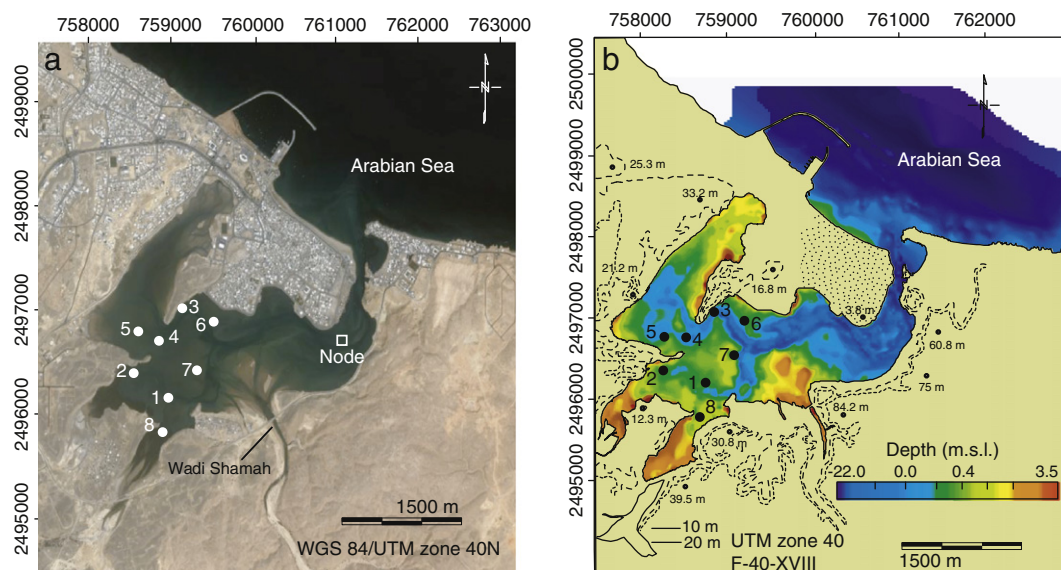 758000 759000 760000 761000 762000 763000
a
N
2499000
2498000
2497000
2496000
2495000
Arabian Sea
3
5
4
6
Node
2
7
1
8
Wadi Shamah
1500 m
WGS 84/UTM zone 40N
758000 759000 760000 761000 762000
b
N
2500000
2499000
2498000
2497000
2496000
2495000
Arabian Sea
25.3 m
33.2 m
21.2 m
16.8 m
3.8 m
3
5
4
6
60.8 m
7
2
1
75 m
12.3 m
8
84.2 m
30.8 m
39.5 m
Depth (m.s.l.)
22.0 0.0 0.4 3.5
10 m
20 m
UTM zone 40
F-40-XVIII
1500 m